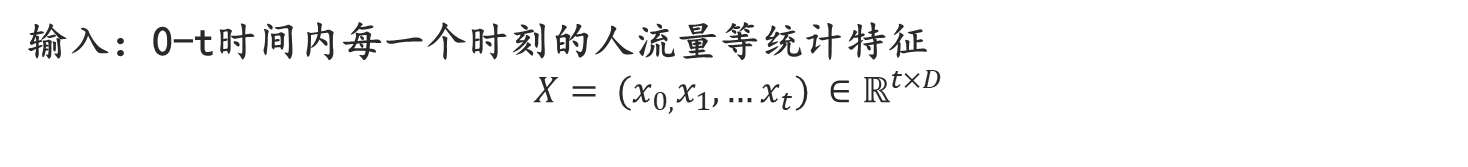 输入：0-t时间内每一个时刻的人流量等统计特征
X = (x₀,x₁,…xₜ) ∈ ℝᵗˣᴰ